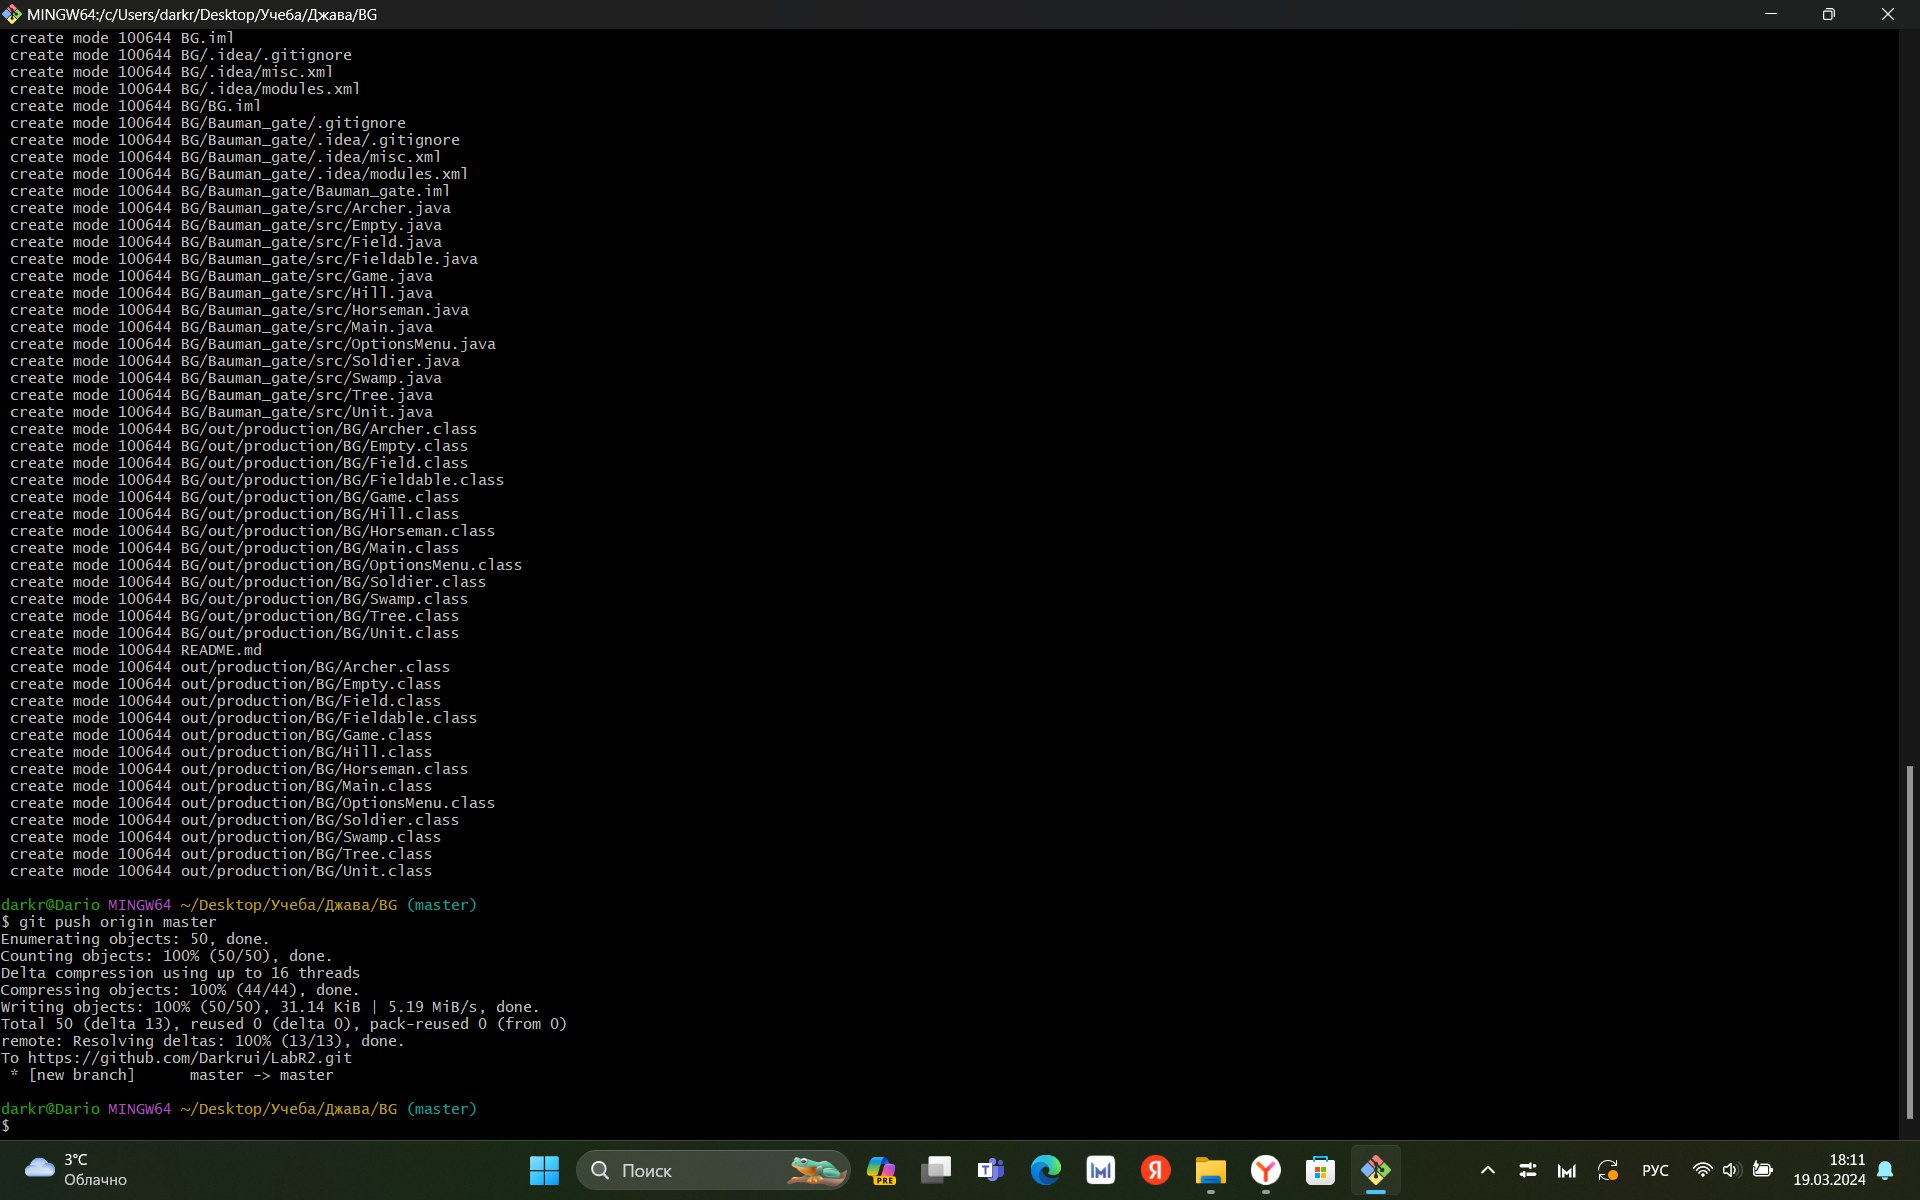 MINGW64:/c/Users/darkr/Desktop/Учеба/Джава/BG
create mode 100644 BG.iml
create mode 100644 BG/.idea/.gitignore
create mode 100644 BG/.idea/misc.xml
create mode 100644 BG/.idea/modules.xml
create mode 100644 BG/BG.iml
create mode 100644 BG/Bauman_gate/.gitignore
create mode 100644 BG/Bauman_gate/.idea/.gitignore
create mode 100644 BG/Bauman_gate/.idea/misc.xml
create mode 100644 BG/Bauman_gate/.idea/modules.xml
create mode 100644 BG/Bauman_gate/Bauman_gate.iml
create mode 100644 BG/Bauman_gate/src/Archer.java
create mode 100644 BG/Bauman_gate/src/Empty.java
create mode 100644 BG/Bauman_gate/src/Field.java
create mode 100644 BG/Bauman_gate/src/Fieldable.java
create mode 100644 BG/Bauman_gate/src/Game.java
create mode 100644 BG/Bauman_gate/src/Hill.java
create mode 100644 BG/Bauman_gate/src/Horseman.java
create mode 100644 BG/Bauman_gate/src/Main.java
create mode 100644 BG/Bauman_gate/src/OptionsMenu.java
create mode 100644 BG/Bauman_gate/src/Soldier.java
create mode 100644 BG/Bauman_gate/src/Swamp.java
create mode 100644 BG/Bauman_gate/src/Tree.java
create mode 100644 BG/Bauman_gate/src/Unit.java
create mode 100644 BG/out/production/BG/Archer.class
create mode 100644 BG/out/production/BG/Empty.class
create mode 100644 BG/out/production/BG/Field.class
create mode 100644 BG/out/production/BG/Fieldable.class
create mode 100644 BG/out/production/BG/Game.class
create mode 100644 BG/out/production/BG/Hill.class
create mode 100644 BG/out/production/BG/Horseman.class
create mode 100644 BG/out/production/BG/Main.class
create mode 100644 BG/out/production/BG/OptionsMenu.class
create mode 100644 BG/out/production/BG/Soldier.class
create mode 100644 BG/out/production/BG/Swamp.class
create mode 100644 BG/out/production/BG/Tree.class
create mode 100644 BG/out/production/BG/Unit.class
create mode 100644 README.md
create mode 100644 out/production/BG/Archer.class
create mode 100644 out/production/BG/Empty.class
create mode 100644 out/production/BG/Field.class
create mode 100644 out/production/BG/Fieldable.class
create mode 100644 out/production/BG/Game.class
create mode 100644 out/production/BG/Hill.class
create mode 100644 out/production/BG/Horseman.class
create mode 100644 out/production/BG/Main.class
create mode 100644 out/production/BG/OptionsMenu.class
create mode 100644 out/production/BG/Soldier.class
create mode 100644 out/production/BG/Swamp.class
create mode 100644 out/production/BG/Tree.class
create mode 100644 out/production/BG/Unit.class
darkr@Dario MINGW64 ~/Desktop/Учеба/Джава/BG (master)
$ git push origin master
Enumerating objects: 50, done.
Counting objects: 100% (50/50), done.
Delta compression using up to 16 threads
Compressing objects: 100% (44/44), done.
Writing objects: 100% (50/50), 31.14 KiB | 5.19 MiB/s, done.
Total 50 (delta 13), reused 0 (delta 0), pack-reused 0 (from 0)
remote: Resolving deltas: 100% (13/13), done.
To https://github.com/Darkrui/LabR2.git
* [new branch]      master -> master
darkr@Dario MINGW64 ~/Desktop/Учеба/Джава/BG (master)
$
3°C
Облачно
Поиск
PRE
Я
РУС
18:11
19.03.2024